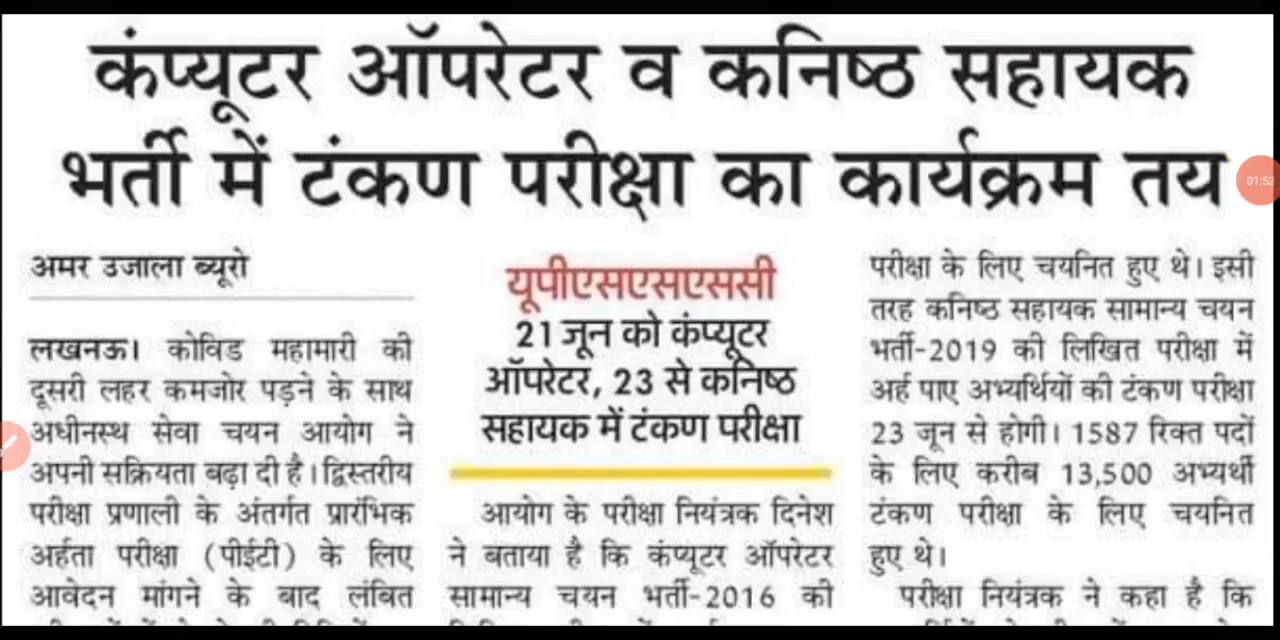 कंप्यूटर ऑपरेटर व कनिष्ठ सहायक
भर्ती में टंकण परीक्षा का कार्यक्रम तय
01:53
अमर उजाला ब्यूरो
लखनऊ। कोविड महामारी की
दूसरी लहर कमजोर पड़ने के साथ
अधीनस्थ सेवा चयन आयोग ने
अपनी सक्रियता बढ़ा दी है। द्विस्तरीय
परीक्षा प्रणाली के अंतर्गत प्रारंभिक
अर्हता परीक्षा (पीईटी) के लिए
आवेदन मांगने के बाद लंबित
यूपीएसएसएससी
21 जून को कंप्यूटर
ऑपरेटर, 23 से कनिष्ठ
सहायक में टंकण परीक्षा
आयोग के परीक्षा नियंत्रक दिनेश
ने बताया है कि कंप्यूटर ऑपरेटर
सामान्य चयन भर्ती-2016 की
परीक्षा के लिए चयनित हुए थे। इसी
तरह कनिष्ठ सहायक सामान्य चयन
भर्ती-2019 की लिखित परीक्षा में
अर्ह पाए अभ्यर्थियों की टंकण परीक्षा
23 जून से होगी। 1587 रिक्त पदों
के लिए करीब 13,500 अभ्यर्थी
टंकण परीक्षा के लिए चयनित
हुए थे।
परीक्षा नियंत्रक ने कहा है कि